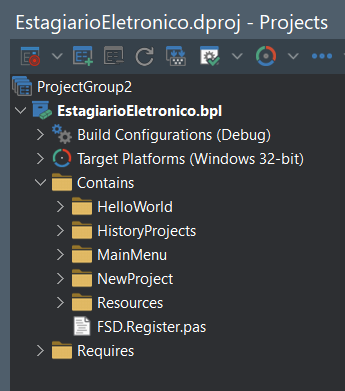 EstagiarioEletronico.dproj - Projects
ProjectGroup2
EstagiarioEletronico.bpl
Build Configurations (Debug)
Target Platforms (Windows 32-bit)
Contains
HelloWorld
HistoryProjects
MainMenu
NewProject
Resources
FSD.Register.pas
Requires